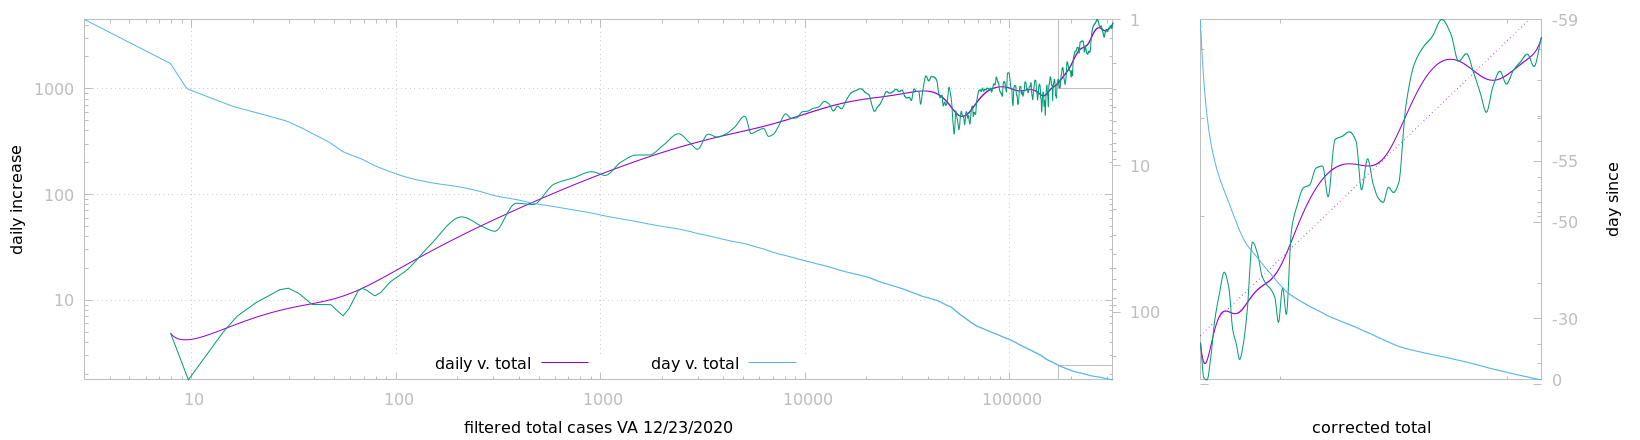 1
-59
1000
daily increase
10
-55
100
day since
-50
10
100
-30
daily v. total
day v. total
0
10
100
1000
10000
100000
filtered total cases VA 12/23/2020
corrected total